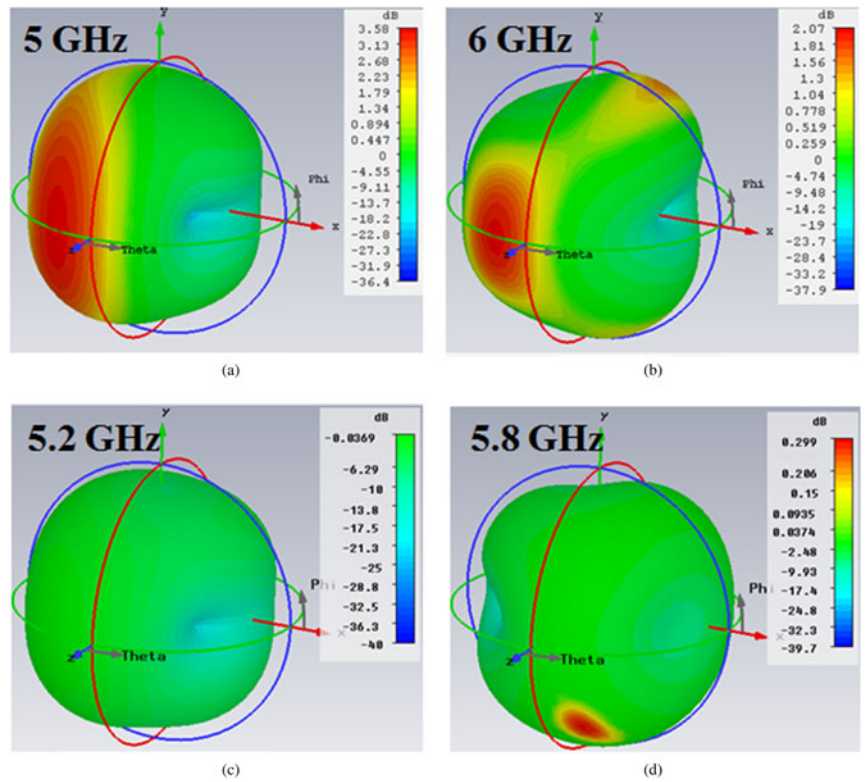 5 GHz
y
dB
3.58
3.13
2.68
2.23
1.79
1.34
0.894
0.447
0
-4.55
-9.11
-13.7
-18.2
-22.8
-27.3
-31.9
-36.4
Phi
x
z
Theta
(a)
6 GHz
y
dB
2.07
1.81
1.56
1.3
1.04
0.778
0.519
0.259
0
-4.74
-9.48
-14.2
-19
-23.7
-28.4
-33.2
-37.9
Phi
x
z
Theta
(b)
5.2 GHz
y
dB
-0.0369
-6.29
-10
-13.8
-17.5
-21.3
-25
-28.8
-32.5
-36.3
-40
Phi
x
z
Theta
(c)
5.8 GHz
y
dB
0.299
0.206
0.15
0.0935
0.0374
-2.48
-9.93
-17.4
-24.8
-32.3
-39.7
Phi
x
z
Theta
(d)